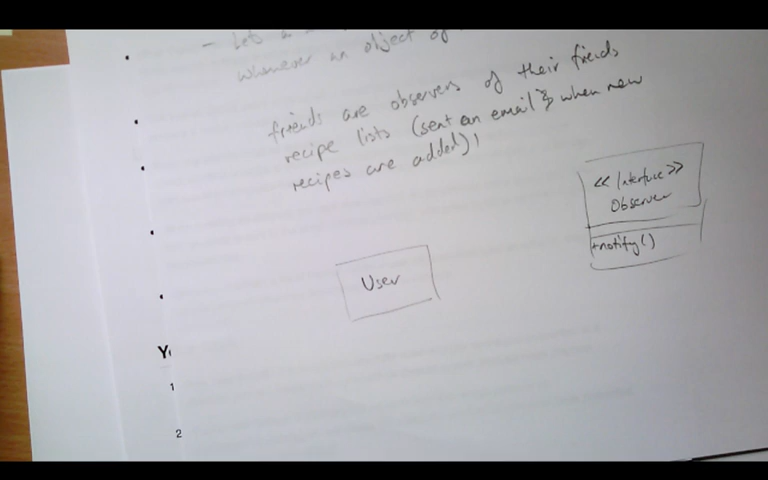 - Lets a
whenever an object of
friends are observers of their friends
recipe lists (sent an email when new
recipes are added)!
<< Interface >>
Observer
+notify()
User
1
2